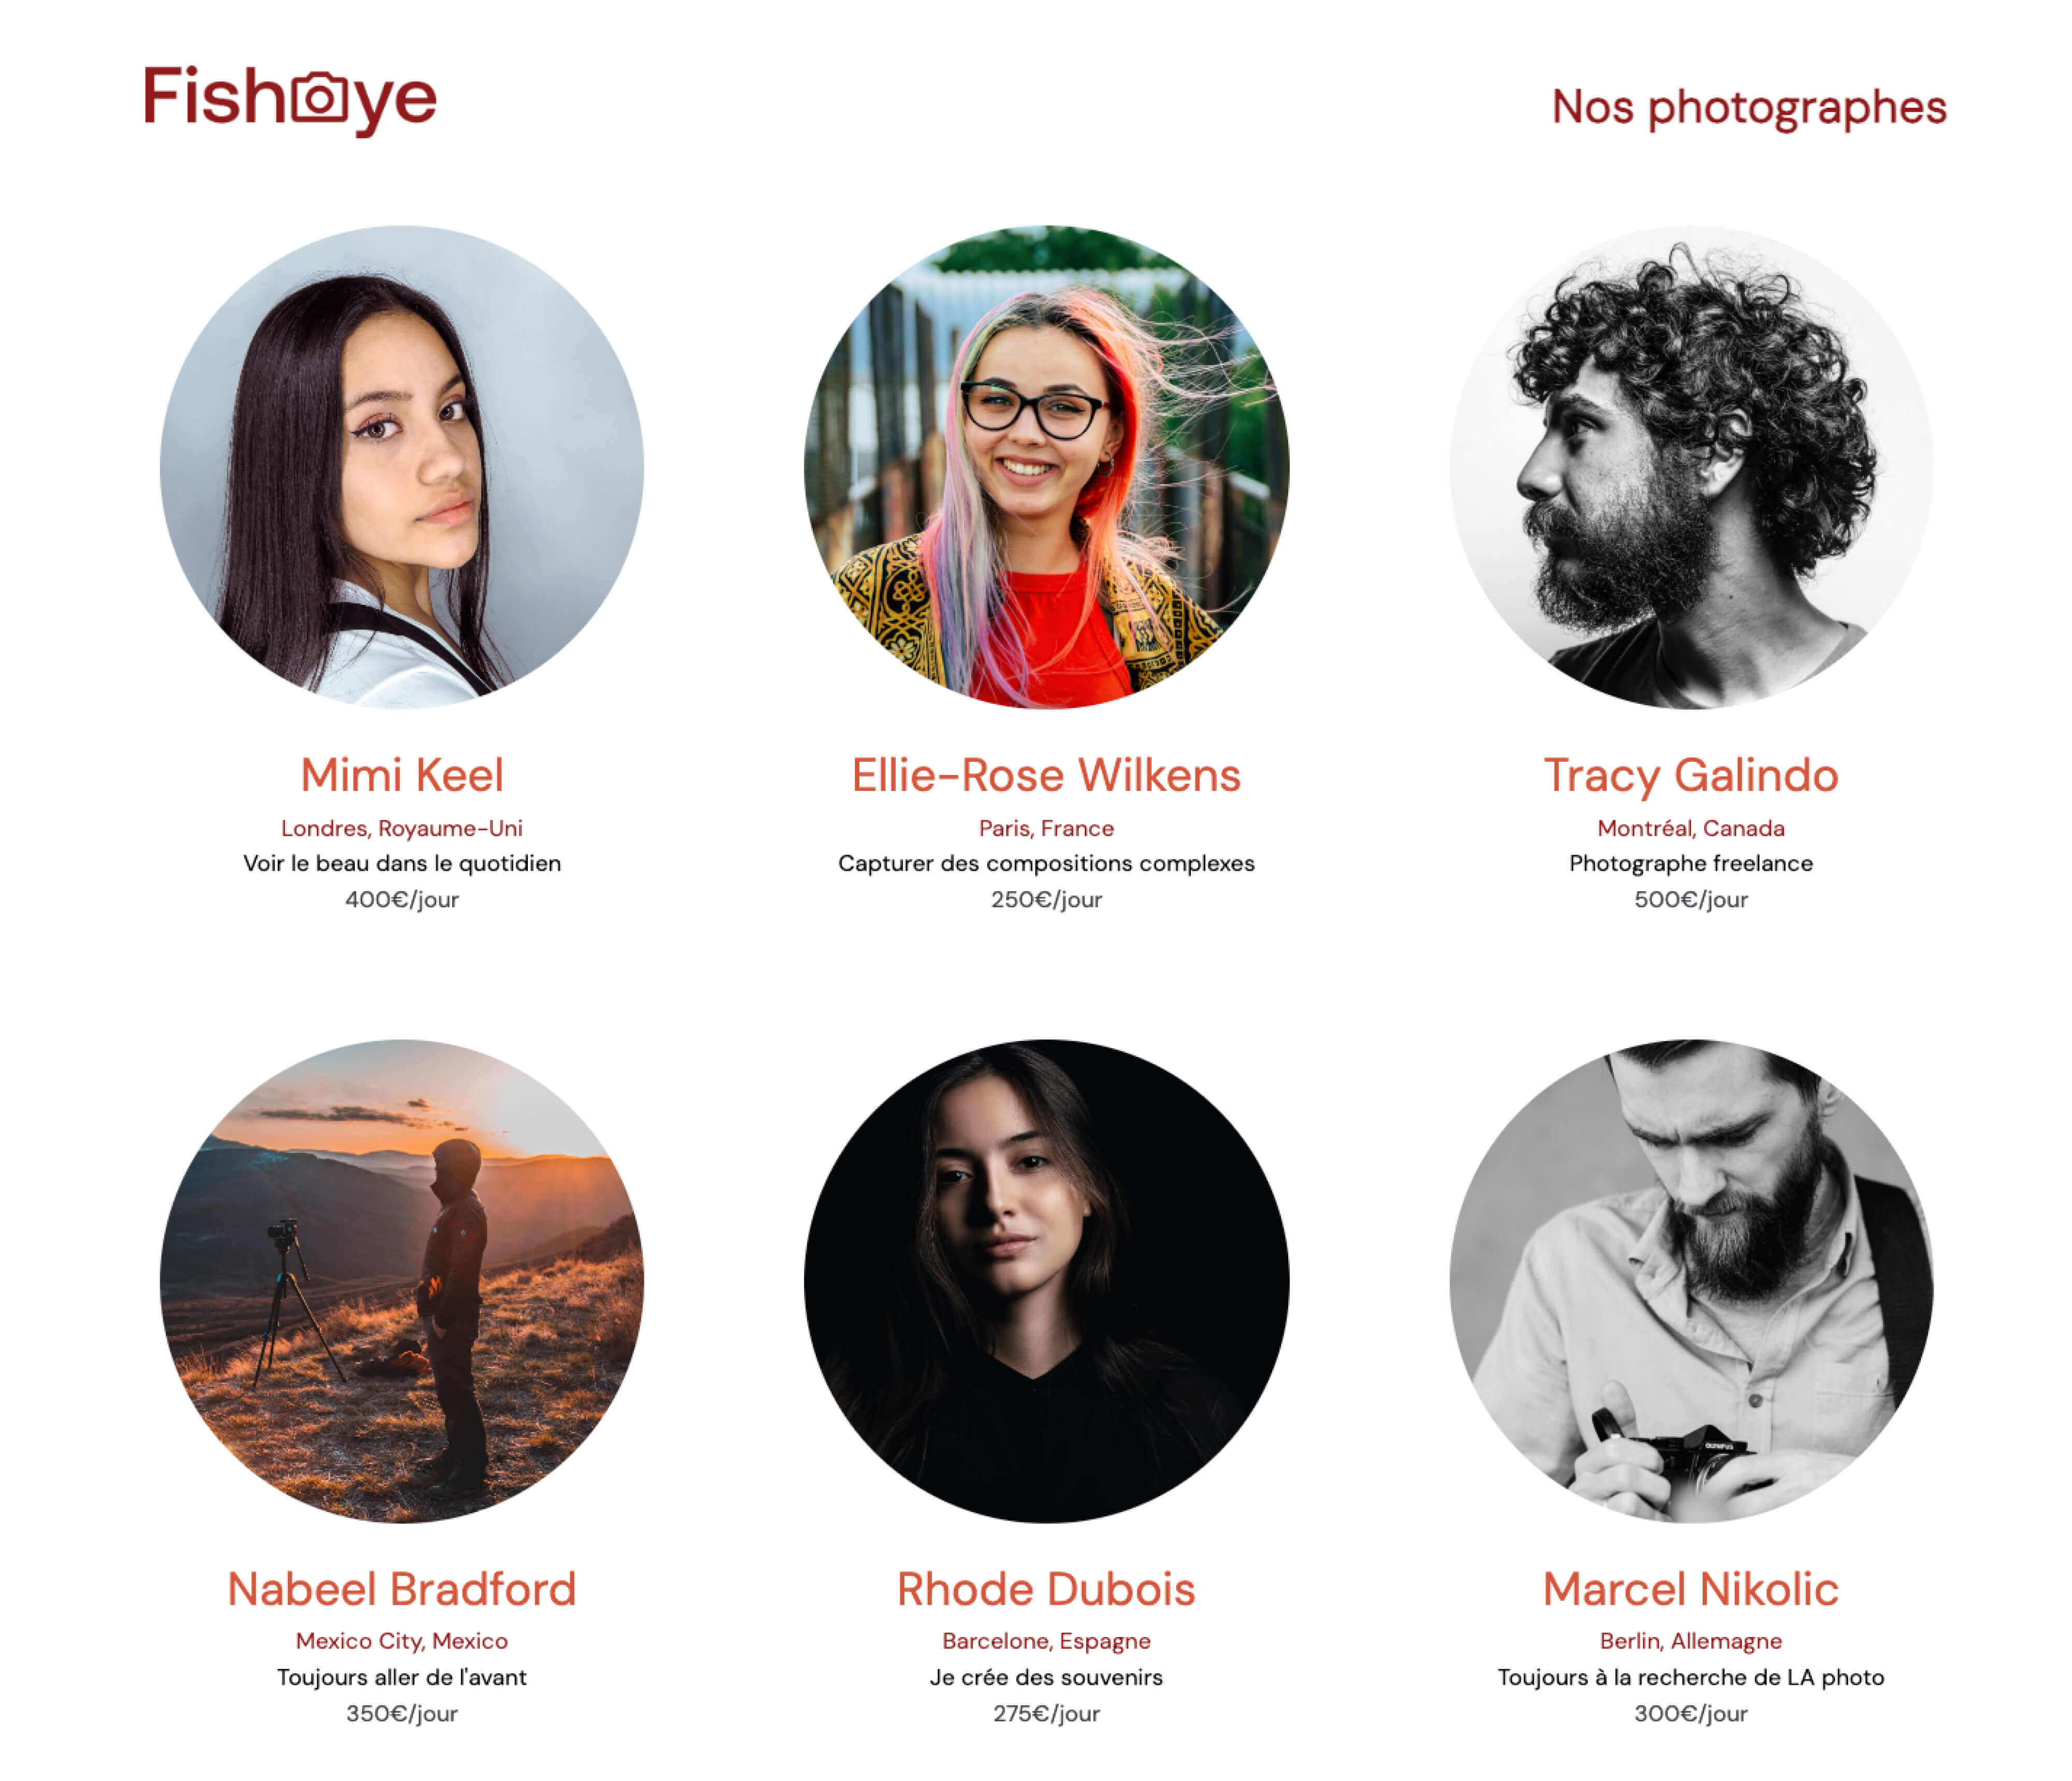 Fisheye
Nos photographes
Mimi Keel
Londres, Royaume-Uni
Voir le beau dans le quotidien
400€/jour
Ellie-Rose Wilkens
Paris, France
Capturer des compositions complexes
250€/jour
Tracy Galindo
Montréal, Canada
Photographe freelance
500€/jour
Nabeel Bradford
Mexico City, Mexico
Toujours aller de l'avant
350€/jour
Rhode Dubois
Barcelone, Espagne
Je crée des souvenirs
275€/jour
OLYMPUS
Marcel Nikolic
Berlin, Allemagne
Toujours à la recherche de LA photo
300€/jour